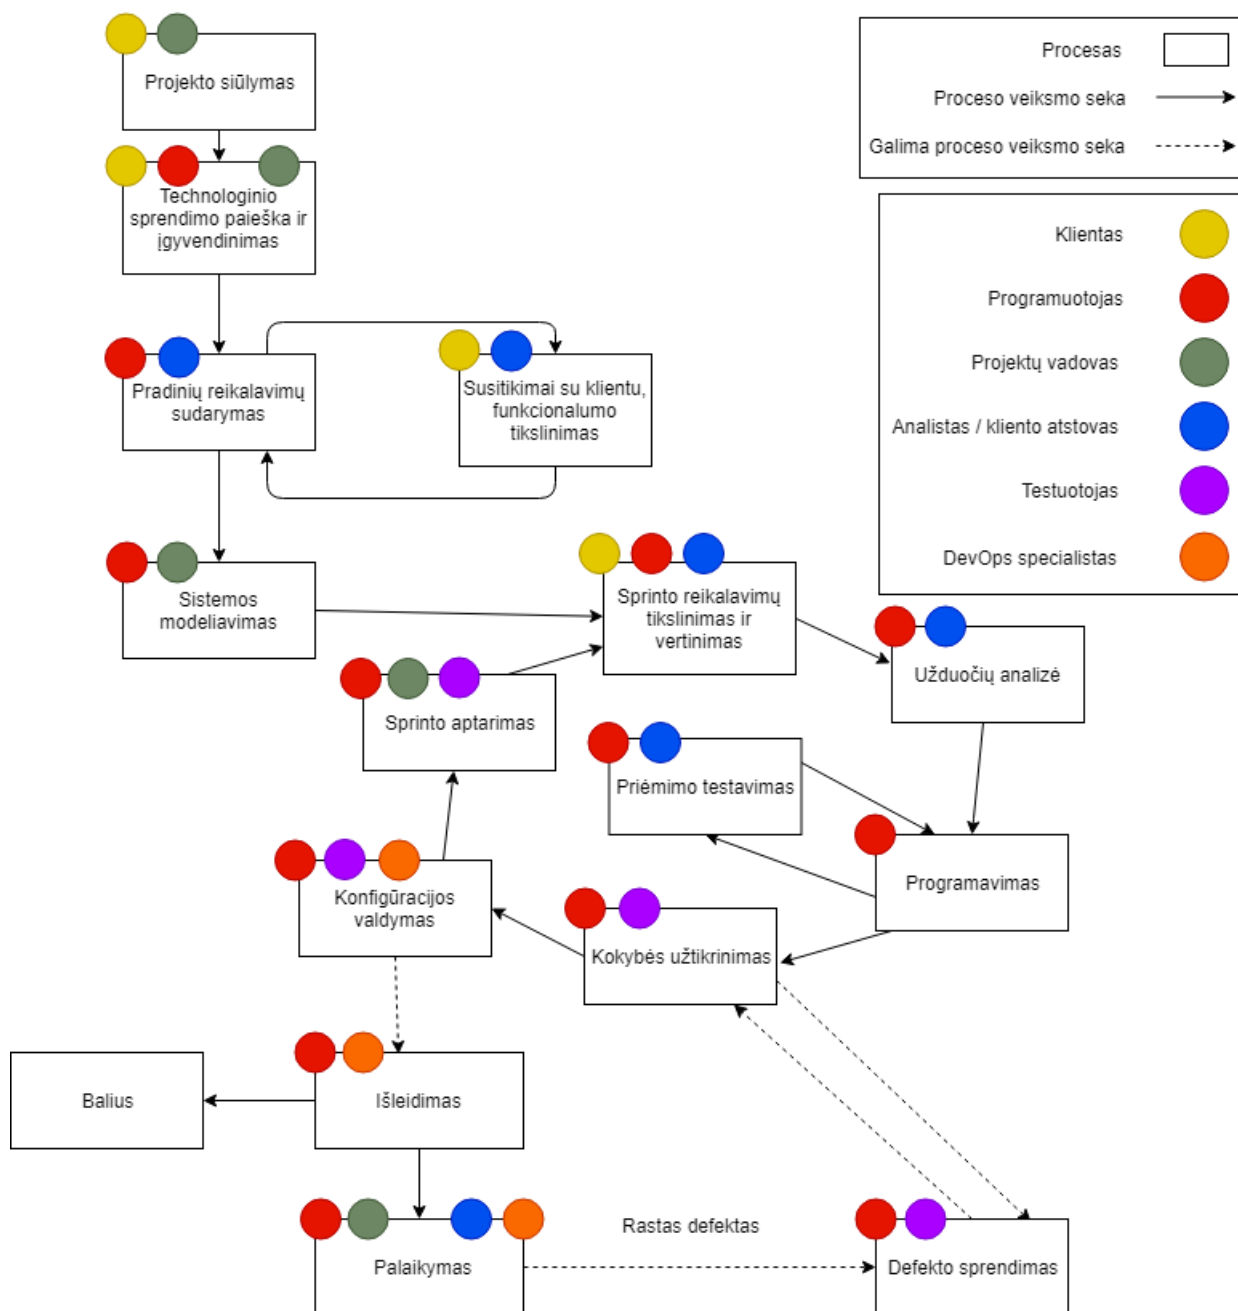 Projekto siūlymas
Procesas
Proceso veiksmo seka
Galima proceso veiksmo seka
Technologinio
sprendimo paieška ir
įgyvendinimas
Klientas
Programuotojas
Projektų vadovas
Analistas / kliento atstovas
Testuotojas
DevOps specialistas
Pradinių reikalavimų
sudarymas
Susitikimai su klientu,
funkcionalumo
tikslinimas
Sistemos
modeliavimas
Sprinto reikalavimų
tikslinimas ir
vertinimas
Užduočių analizė
Sprinto aptarimas
Priėmimo testavimas
Programavimas
Konfigūracijos
valdymas
Kokybės užtikrinimas
Balius
Išleidimas
Rastas defektas
Palaikymas
Defekto sprendimas